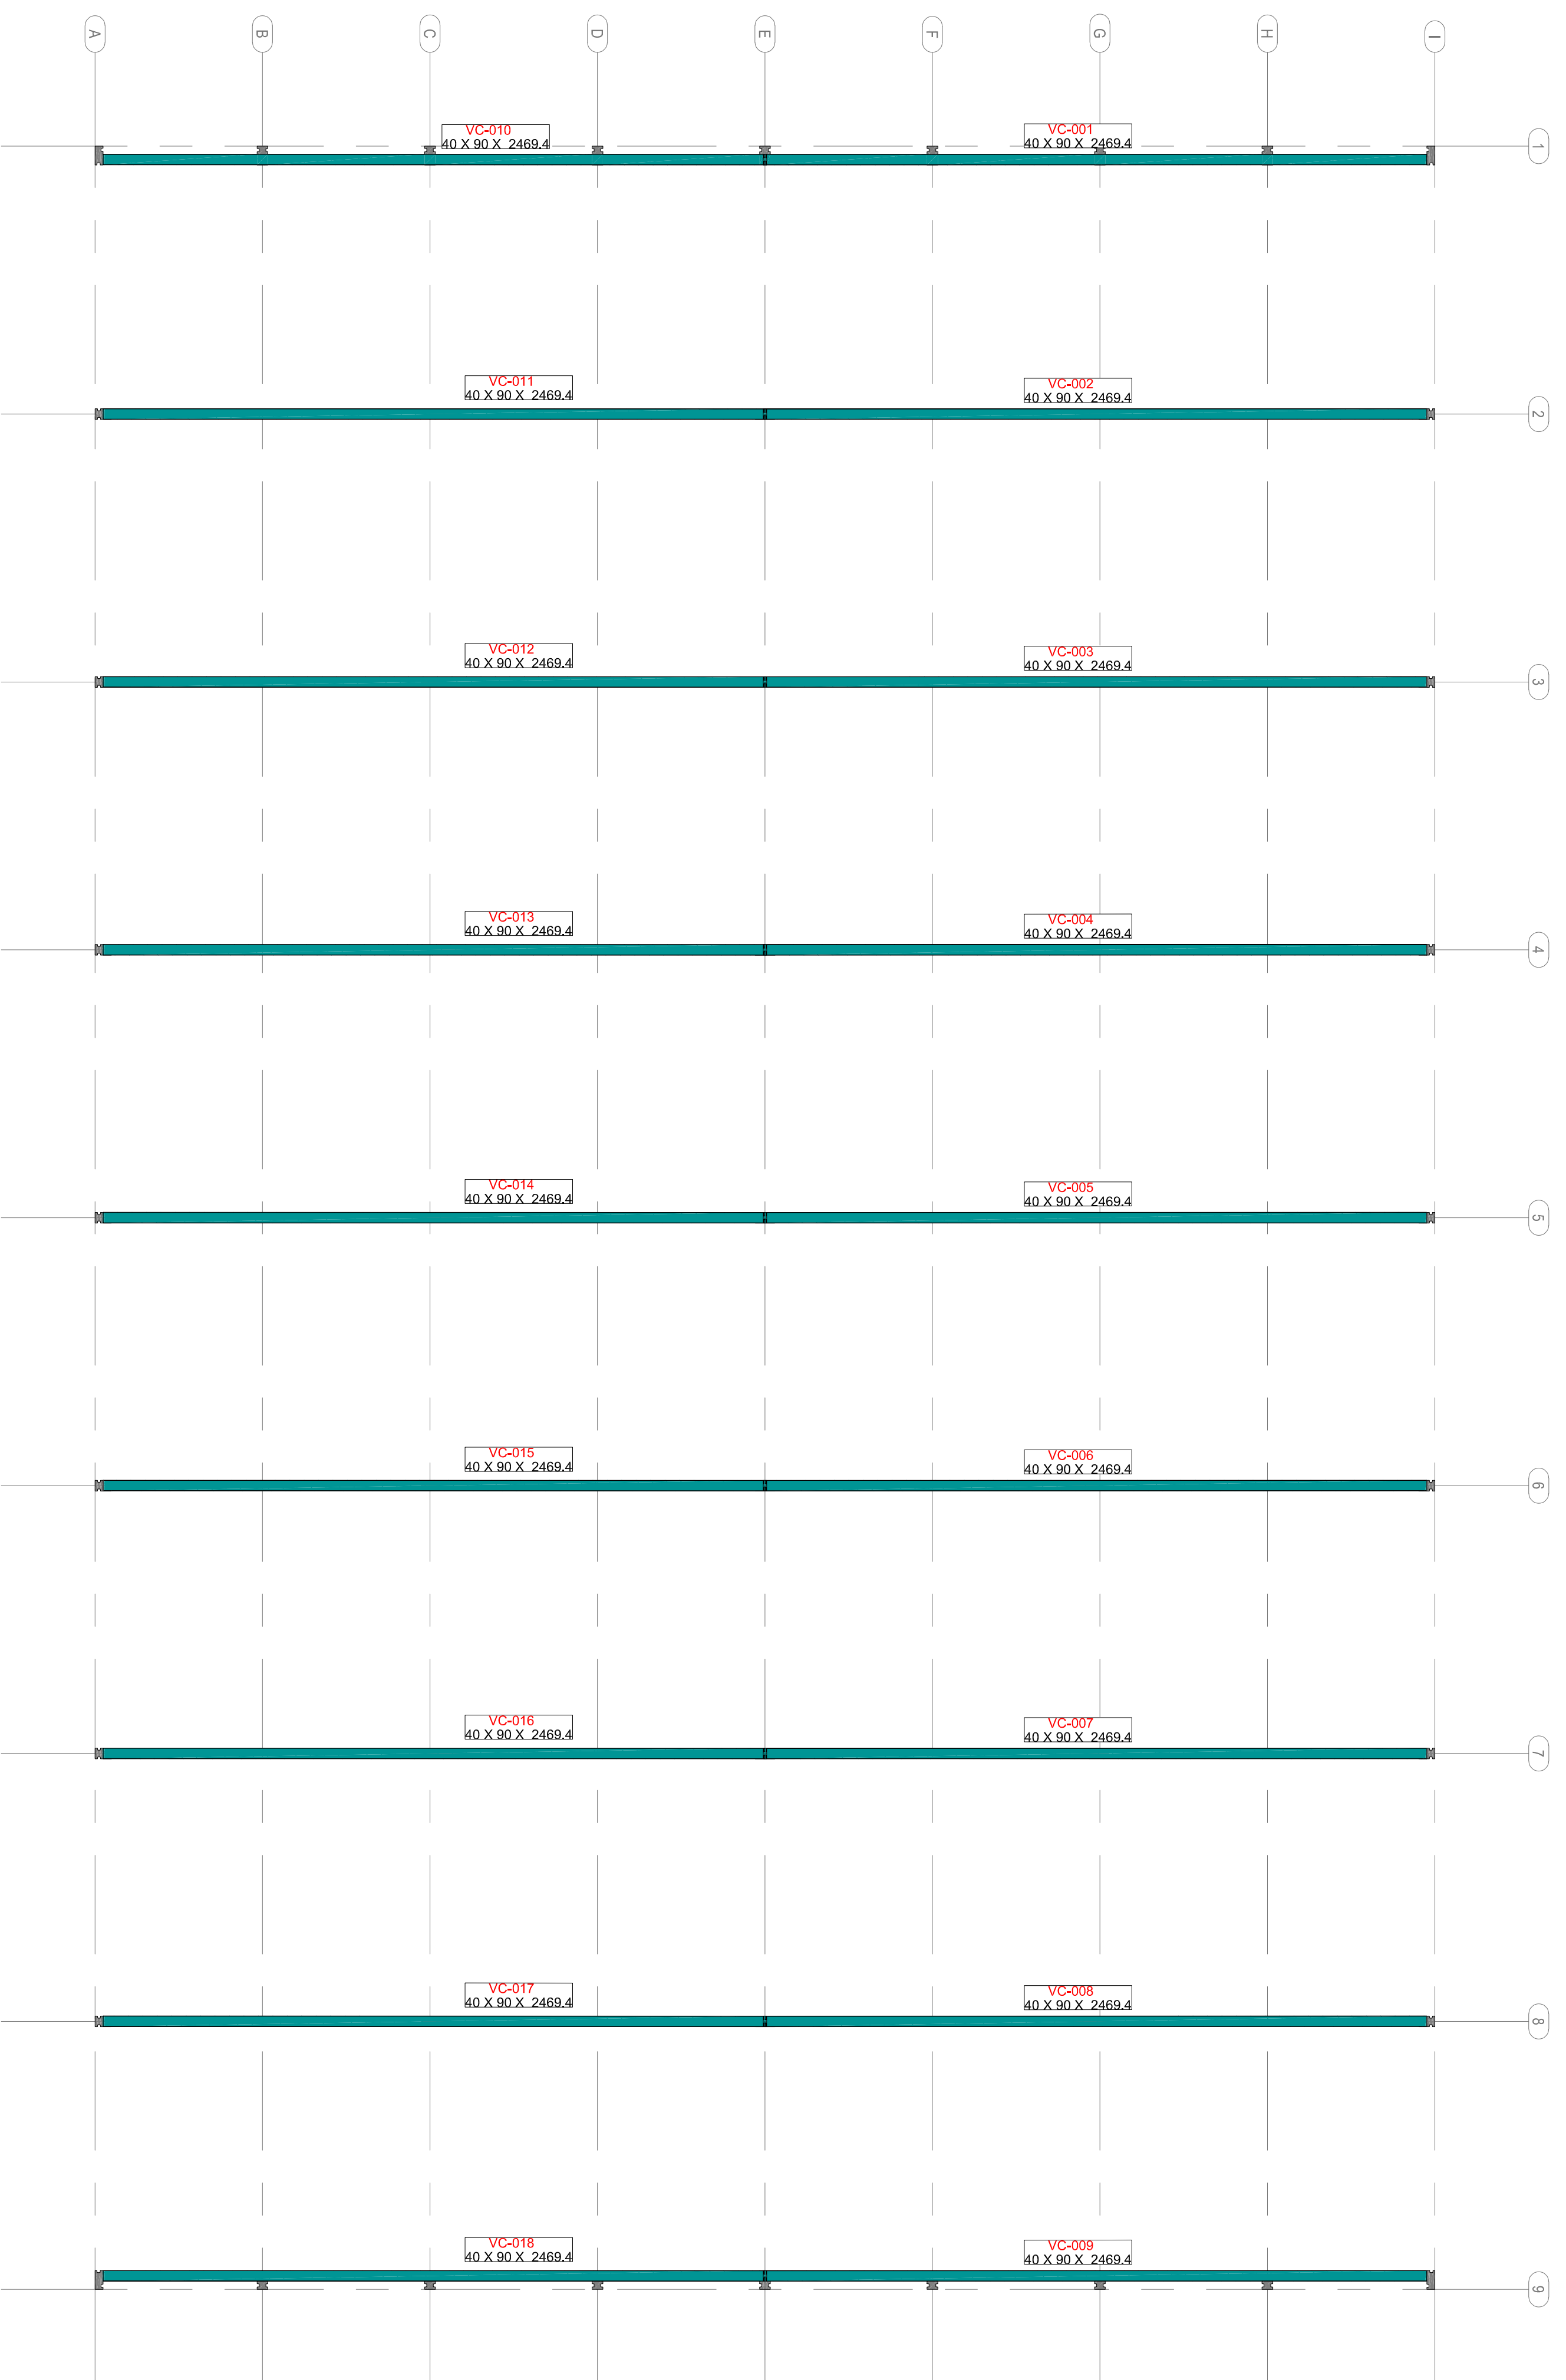 A
B
C
D
E
F
G
H
I
1
VC-010
40 X 90 X 2469.4
VC-001
40 X 90 X 2469.4
2
VC-011
40 X 90 X 2469.4
VC-002
40 X 90 X 2469.4
3
VC-012
40 X 90 X 2469.4
VC-003
40 X 90 X 2469.4
4
VC-013
40 X 90 X 2469.4
VC-004
40 X 90 X 2469.4
5
VC-014
40 X 90 X 2469.4
VC-005
40 X 90 X 2469.4
6
VC-015
40 X 90 X 2469.4
VC-006
40 X 90 X 2469.4
7
VC-016
40 X 90 X 2469.4
VC-007
40 X 90 X 2469.4
8
VC-017
40 X 90 X 2469.4
VC-008
40 X 90 X 2469.4
9
VC-018
40 X 90 X 2469.4
VC-009
40 X 90 X 2469.4